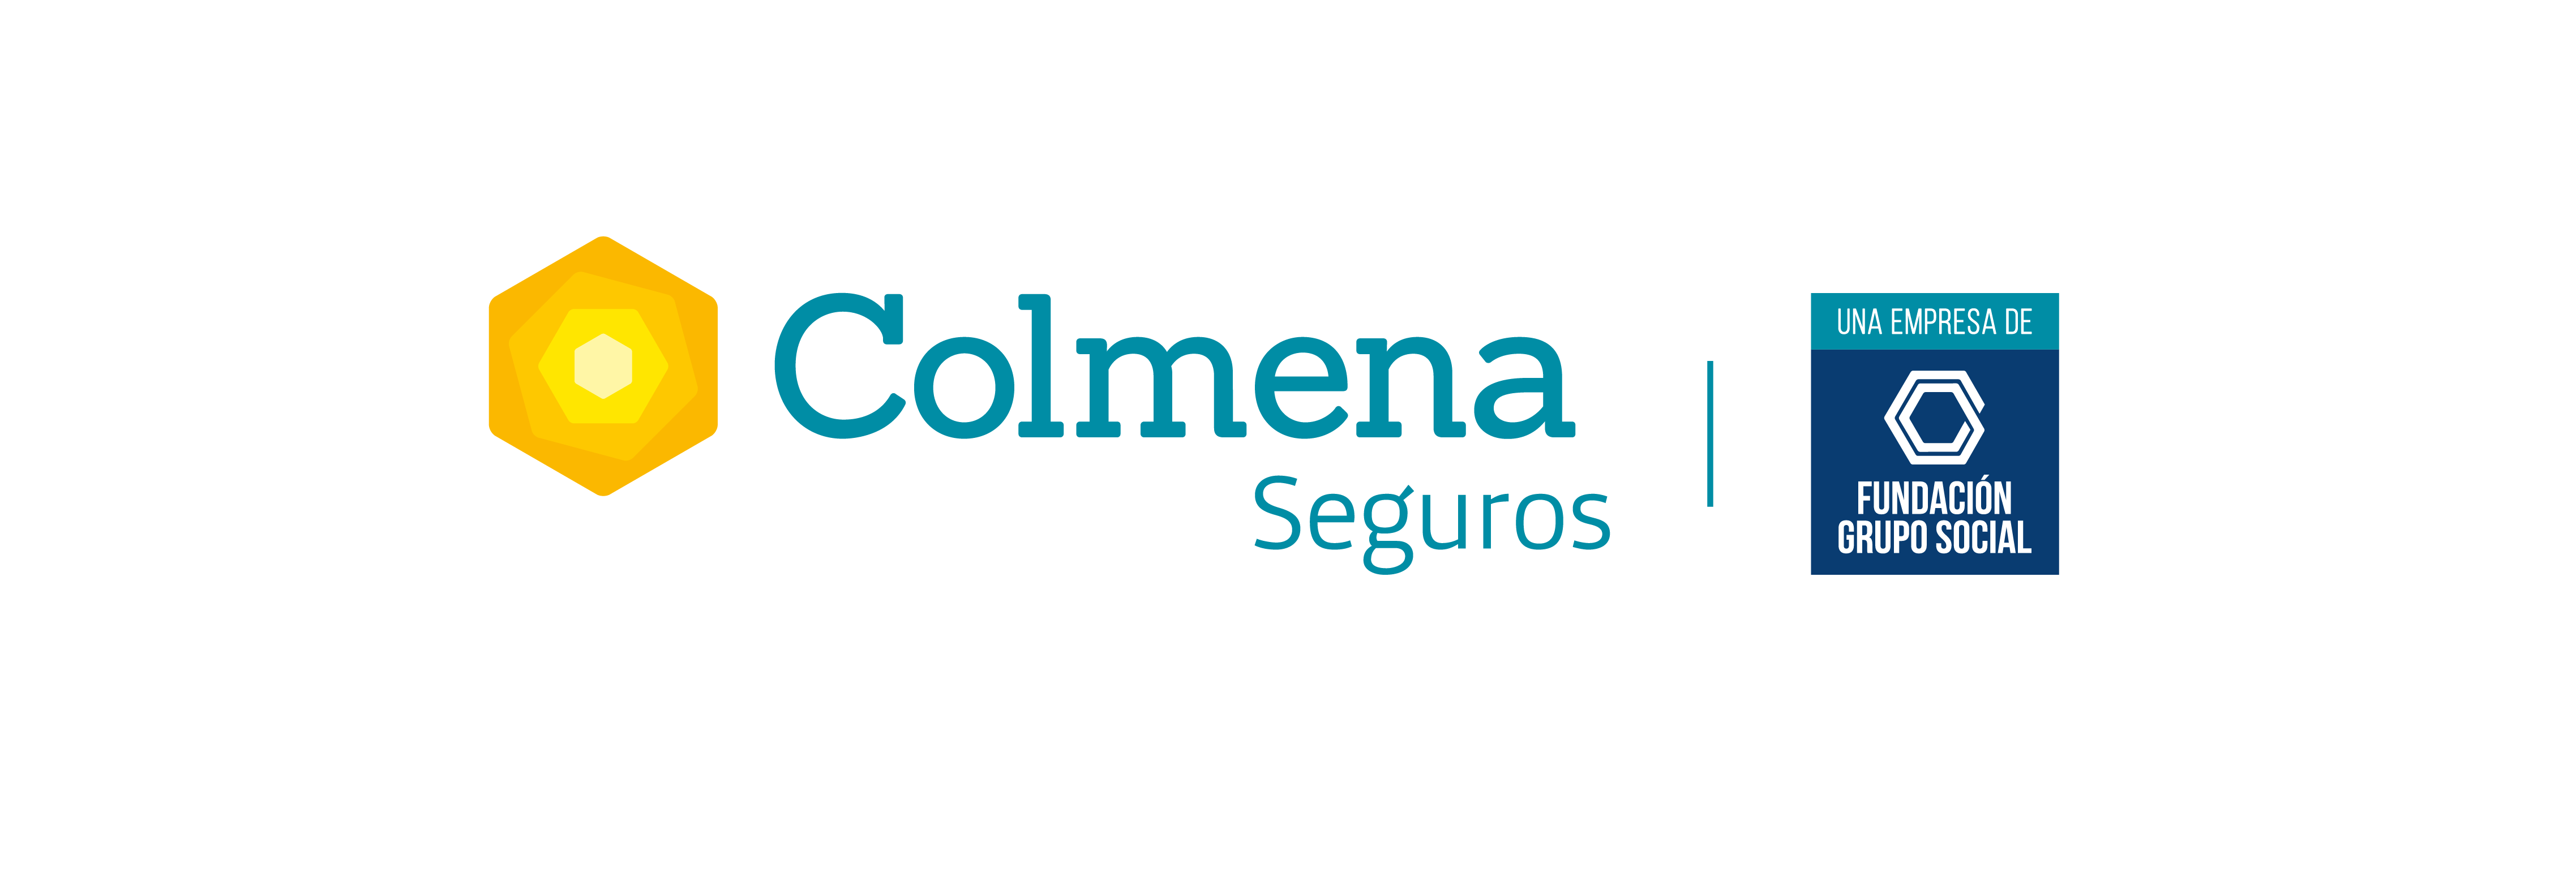 Colmena
Seguros
UNA EMPRESA DE
FUNDACIÓN
GRUPO SOCIAL